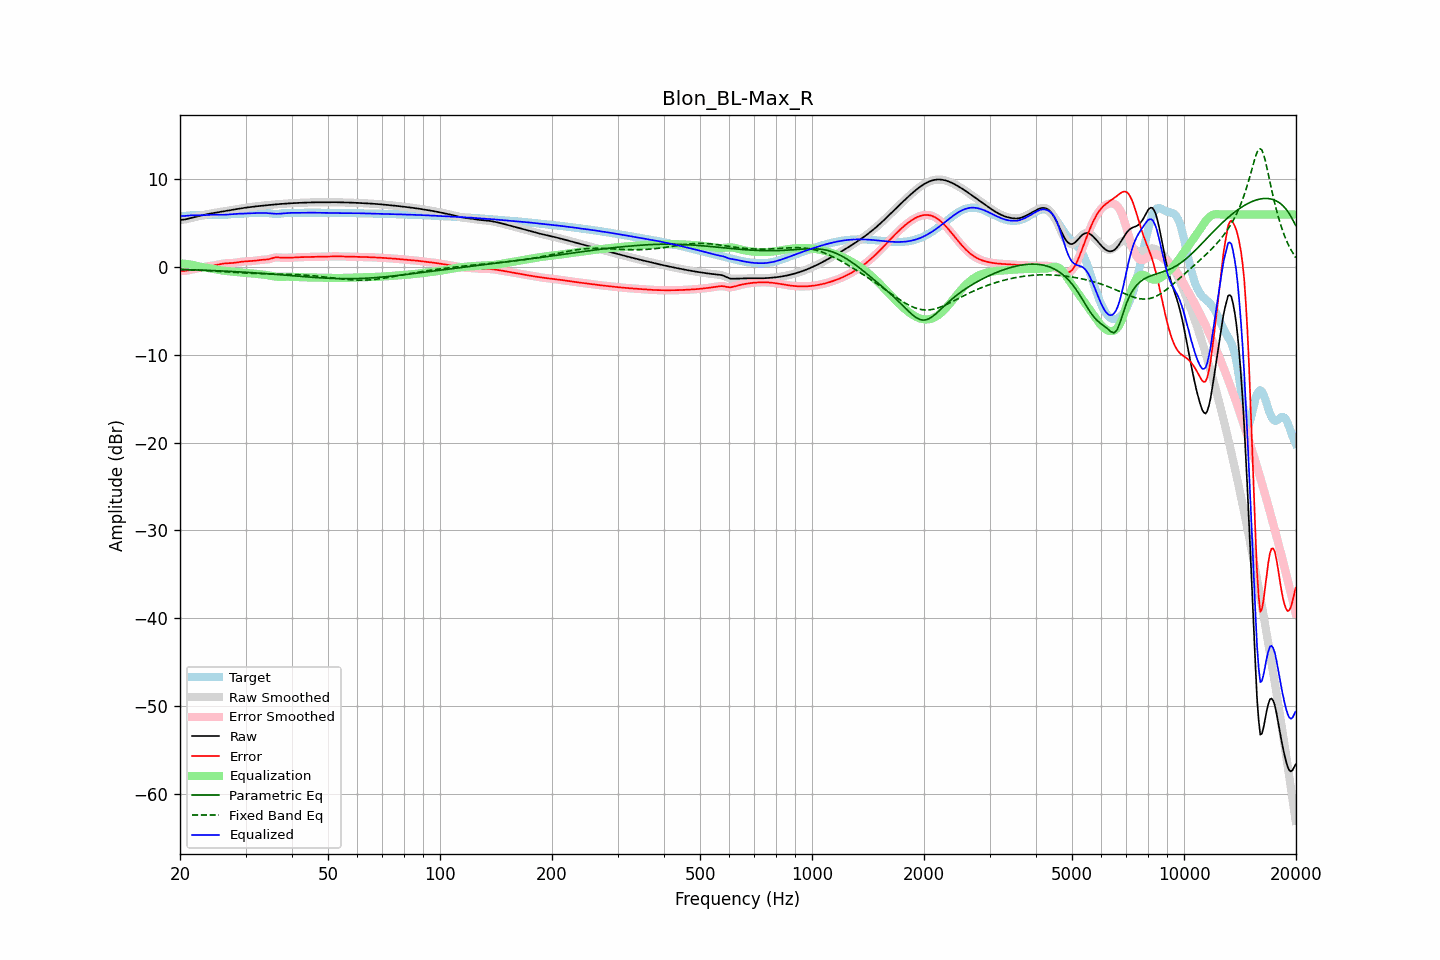 Blon_BL-Max_R
10
0
−10
−20
−30
−40
−50
−60
Amplitude (dBr)
20
50
100
200
500
1000
2000
5000
10000
20000
Frequency (Hz)
Target
Raw Smoothed
Error Smoothed
Raw
Error
Equalization
Parametric Eq
Fixed Band Eq
Equalized